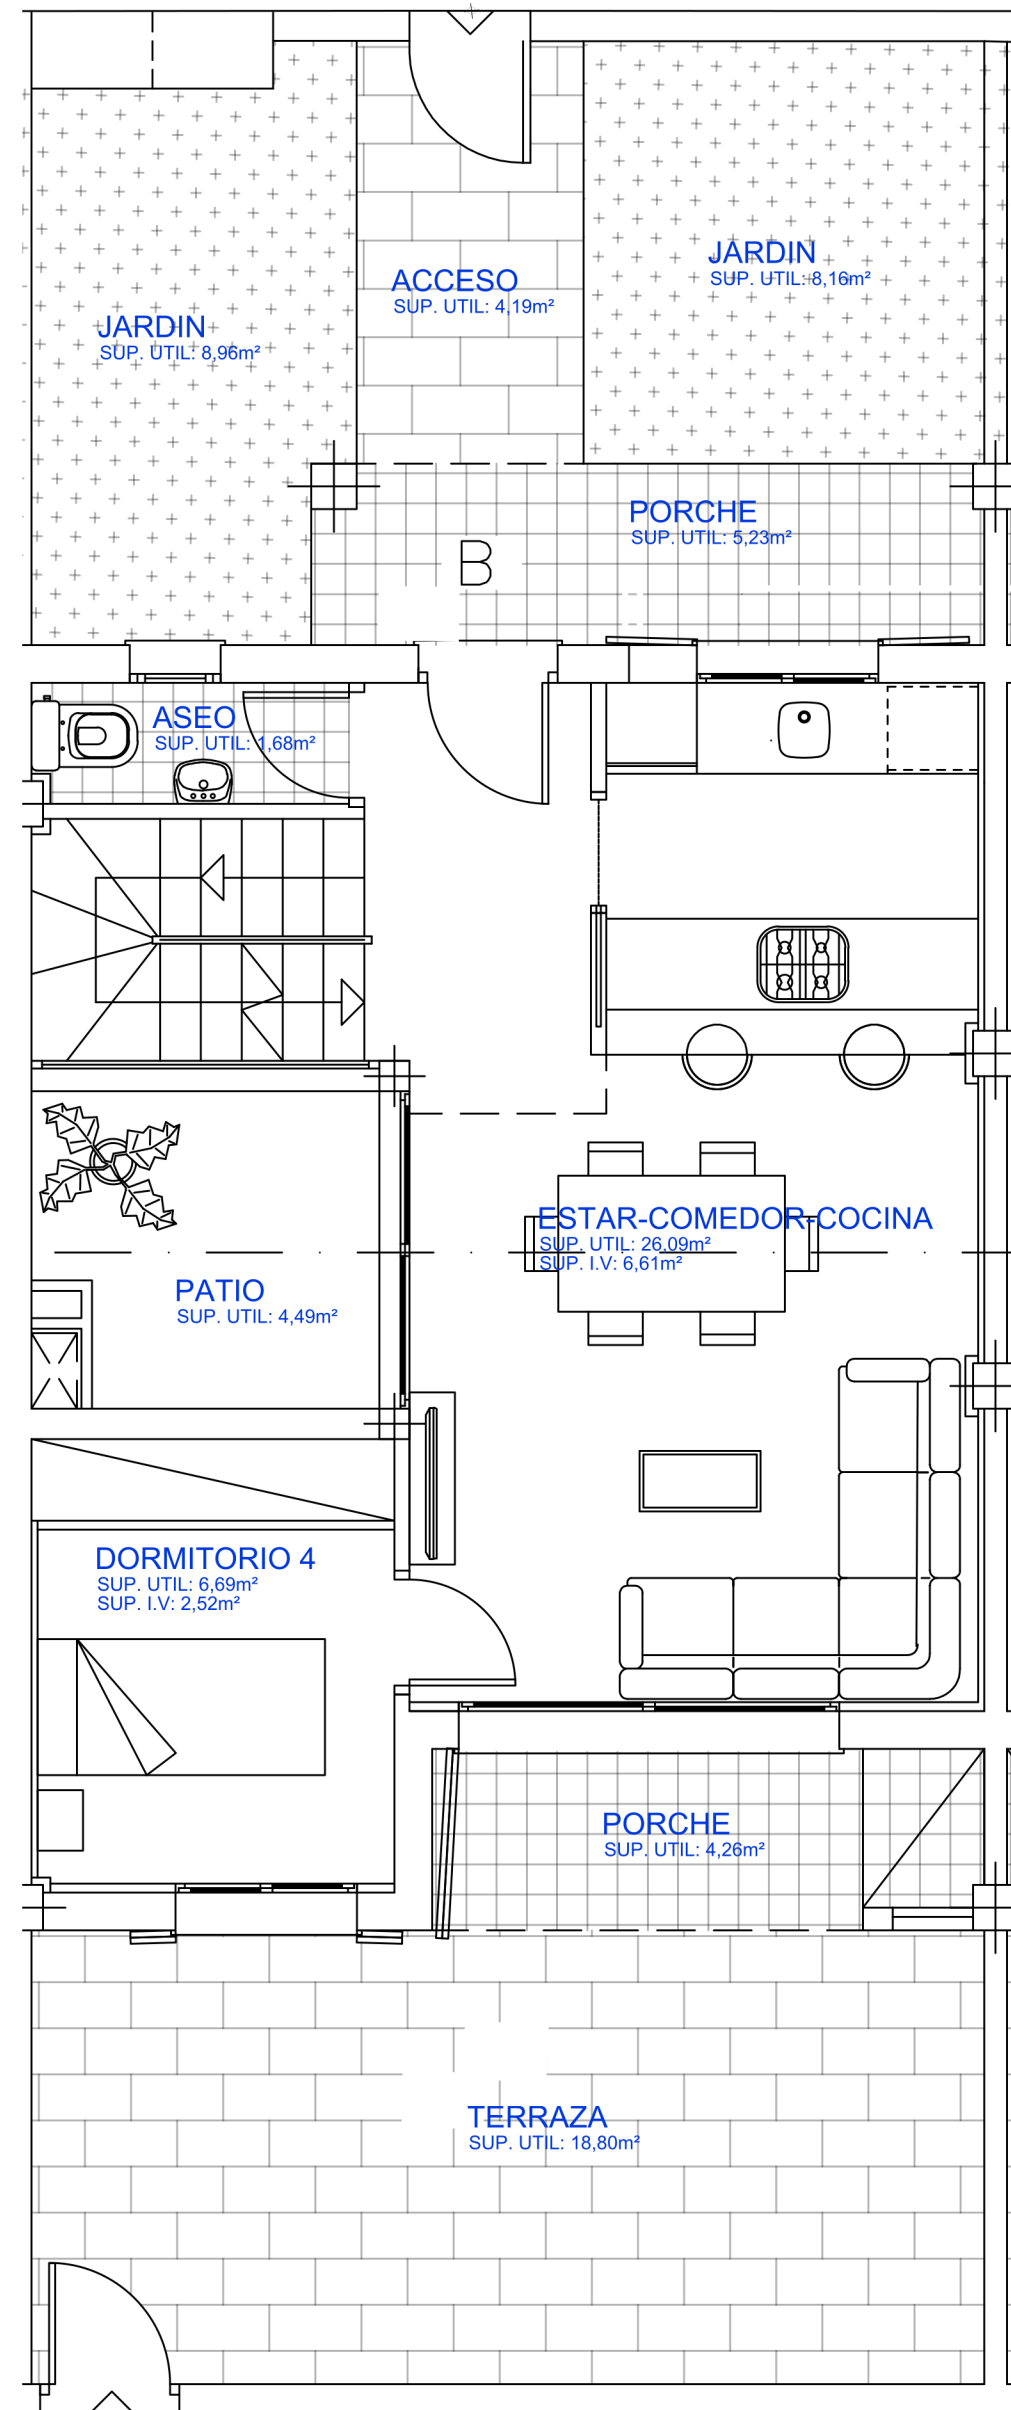 JARDIN
SUP. UTIL: 8,16m²
ACCESO
SUP. UTIL: 4,19m²
JARDIN
SUP. UTIL: 8,96m²
PORCHE
SUP. UTIL: 5,23m²
B
ASEO
SUP. UTIL: 1,68m²
ESTAR-COMEDOR-COCINA
SUP. UTIL: 26,09m²
SUP. I.V: 6,61m²
PATIO
SUP. UTIL: 4,49m²
DORMITORIO 4
SUP. UTIL: 6,69m²
SUP. I.V: 2,52m²
PORCHE
SUP. UTIL: 4,26m²
TERRAZA
SUP. UTIL: 18,80m²